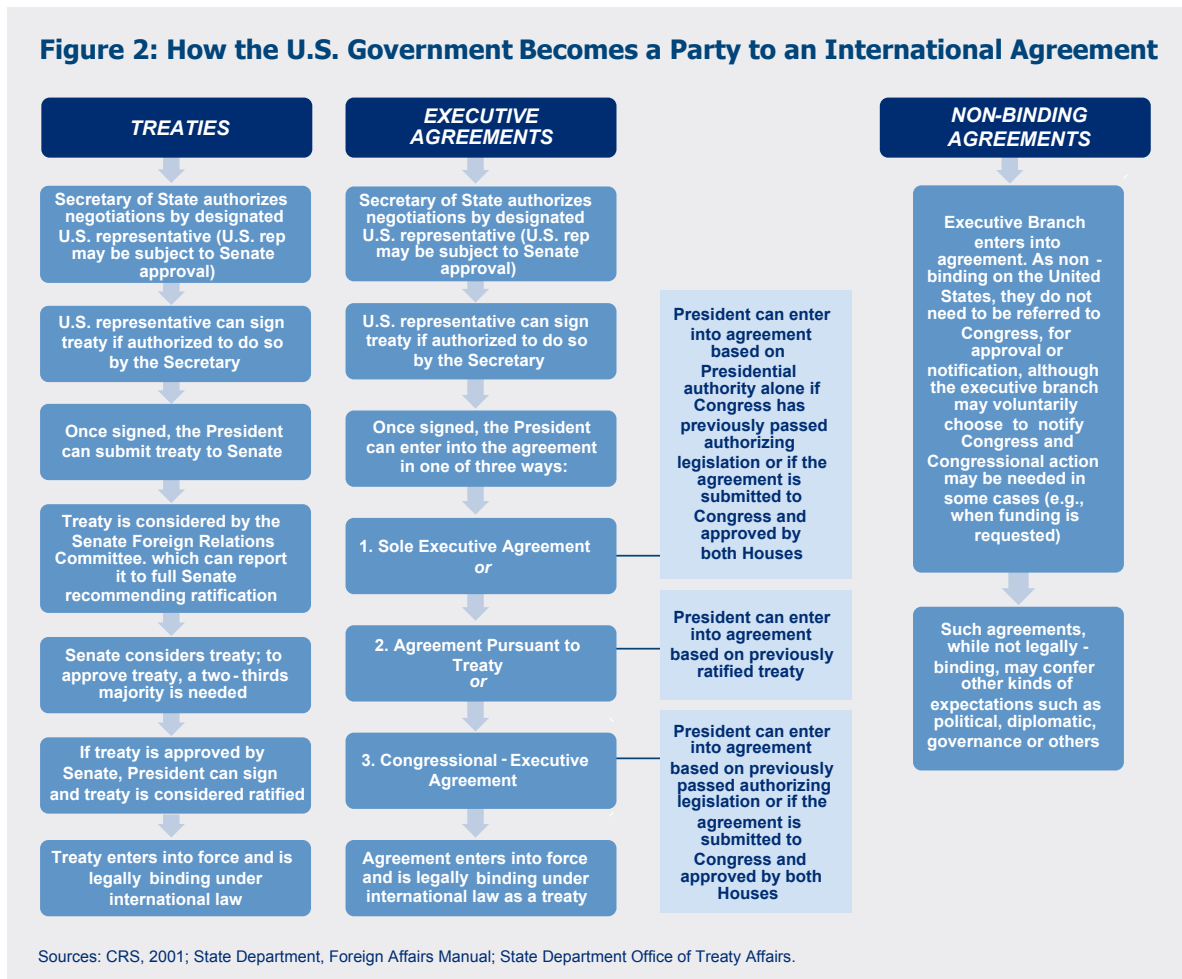 Figure 2: How the U.S. Government Becomes a Party to an International Agreement
TREATIES
Secretary of State authorizes
negotiations by designated
U.S. representative (U.S. rep
may be subject to Senate
approval)
U.S. representative can sign
treaty if authorized to do so
by the Secretary
Once signed, the President
can submit treaty to Senate
Treaty is considered by the
Senate Foreign Relations
Committee. which can report
it to full Senate
recommending ratification
Senate considers treaty; to
approve treaty, a two-thirds
majority is needed
If treaty is approved by
Senate, President can sign
and treaty is considered ratified
Treaty enters into force and is
legally binding under
international law
EXECUTIVE
AGREEMENTS
Secretary of State authorizes
negotiations by designated
U.S. representative (U.S. rep
may be subject to Senate
approval)
U.S. representative can sign
treaty if authorized to do so
by the Secretary
Once signed, the President
can enter into the agreement
in one of three ways:
1. Sole Executive Agreement
or
2. Agreement Pursuant to
Treaty
or
3. Congressional - Executive
Agreement
Agreement enters into force
and is legally binding under
international law as a treaty
President can enter
into agreement
based on
Presidential
authority alone if
Congress has
previously passed
authorizing
legislation or if the
agreement is
submitted to
Congress and
approved by
both Houses
President can enter
into agreement
based on previously
ratified treaty
President can enter
into agreement
based on previously
passed authorizing
legislation or if the
agreement is
submitted to
Congress and
approved by both
Houses
NON-BINDING
AGREEMENTS
Executive Branch
enters into
agreement. As non -
binding on the United
States, they do not
need to be referred to
Congress, for
approval or
notification, although
the executive branch
may voluntarily
choose to notify
Congress and
Congressional action
may be needed in
some cases (e.g.,
when funding is
requested)
Such agreements,
while not legally -
binding, may confer
other kinds of
expectations such as
political, diplomatic,
governance or others
Sources: CRS, 2001; State Department, Foreign Affairs Manual; State Department Office of Treaty Affairs.